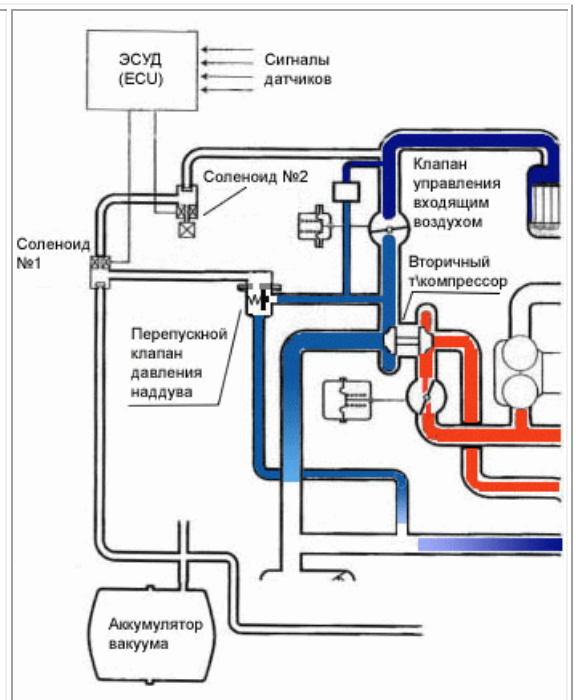 ЭСУД
(ECU)
Сигналы
датчиков
Клапан
управления
входящим
воздухом
Соленоид №2
Соленоид
№1
Вторичный
т\компрессор
Перепускной
клапан
давления
наддува
Аккумулятор
вакуума